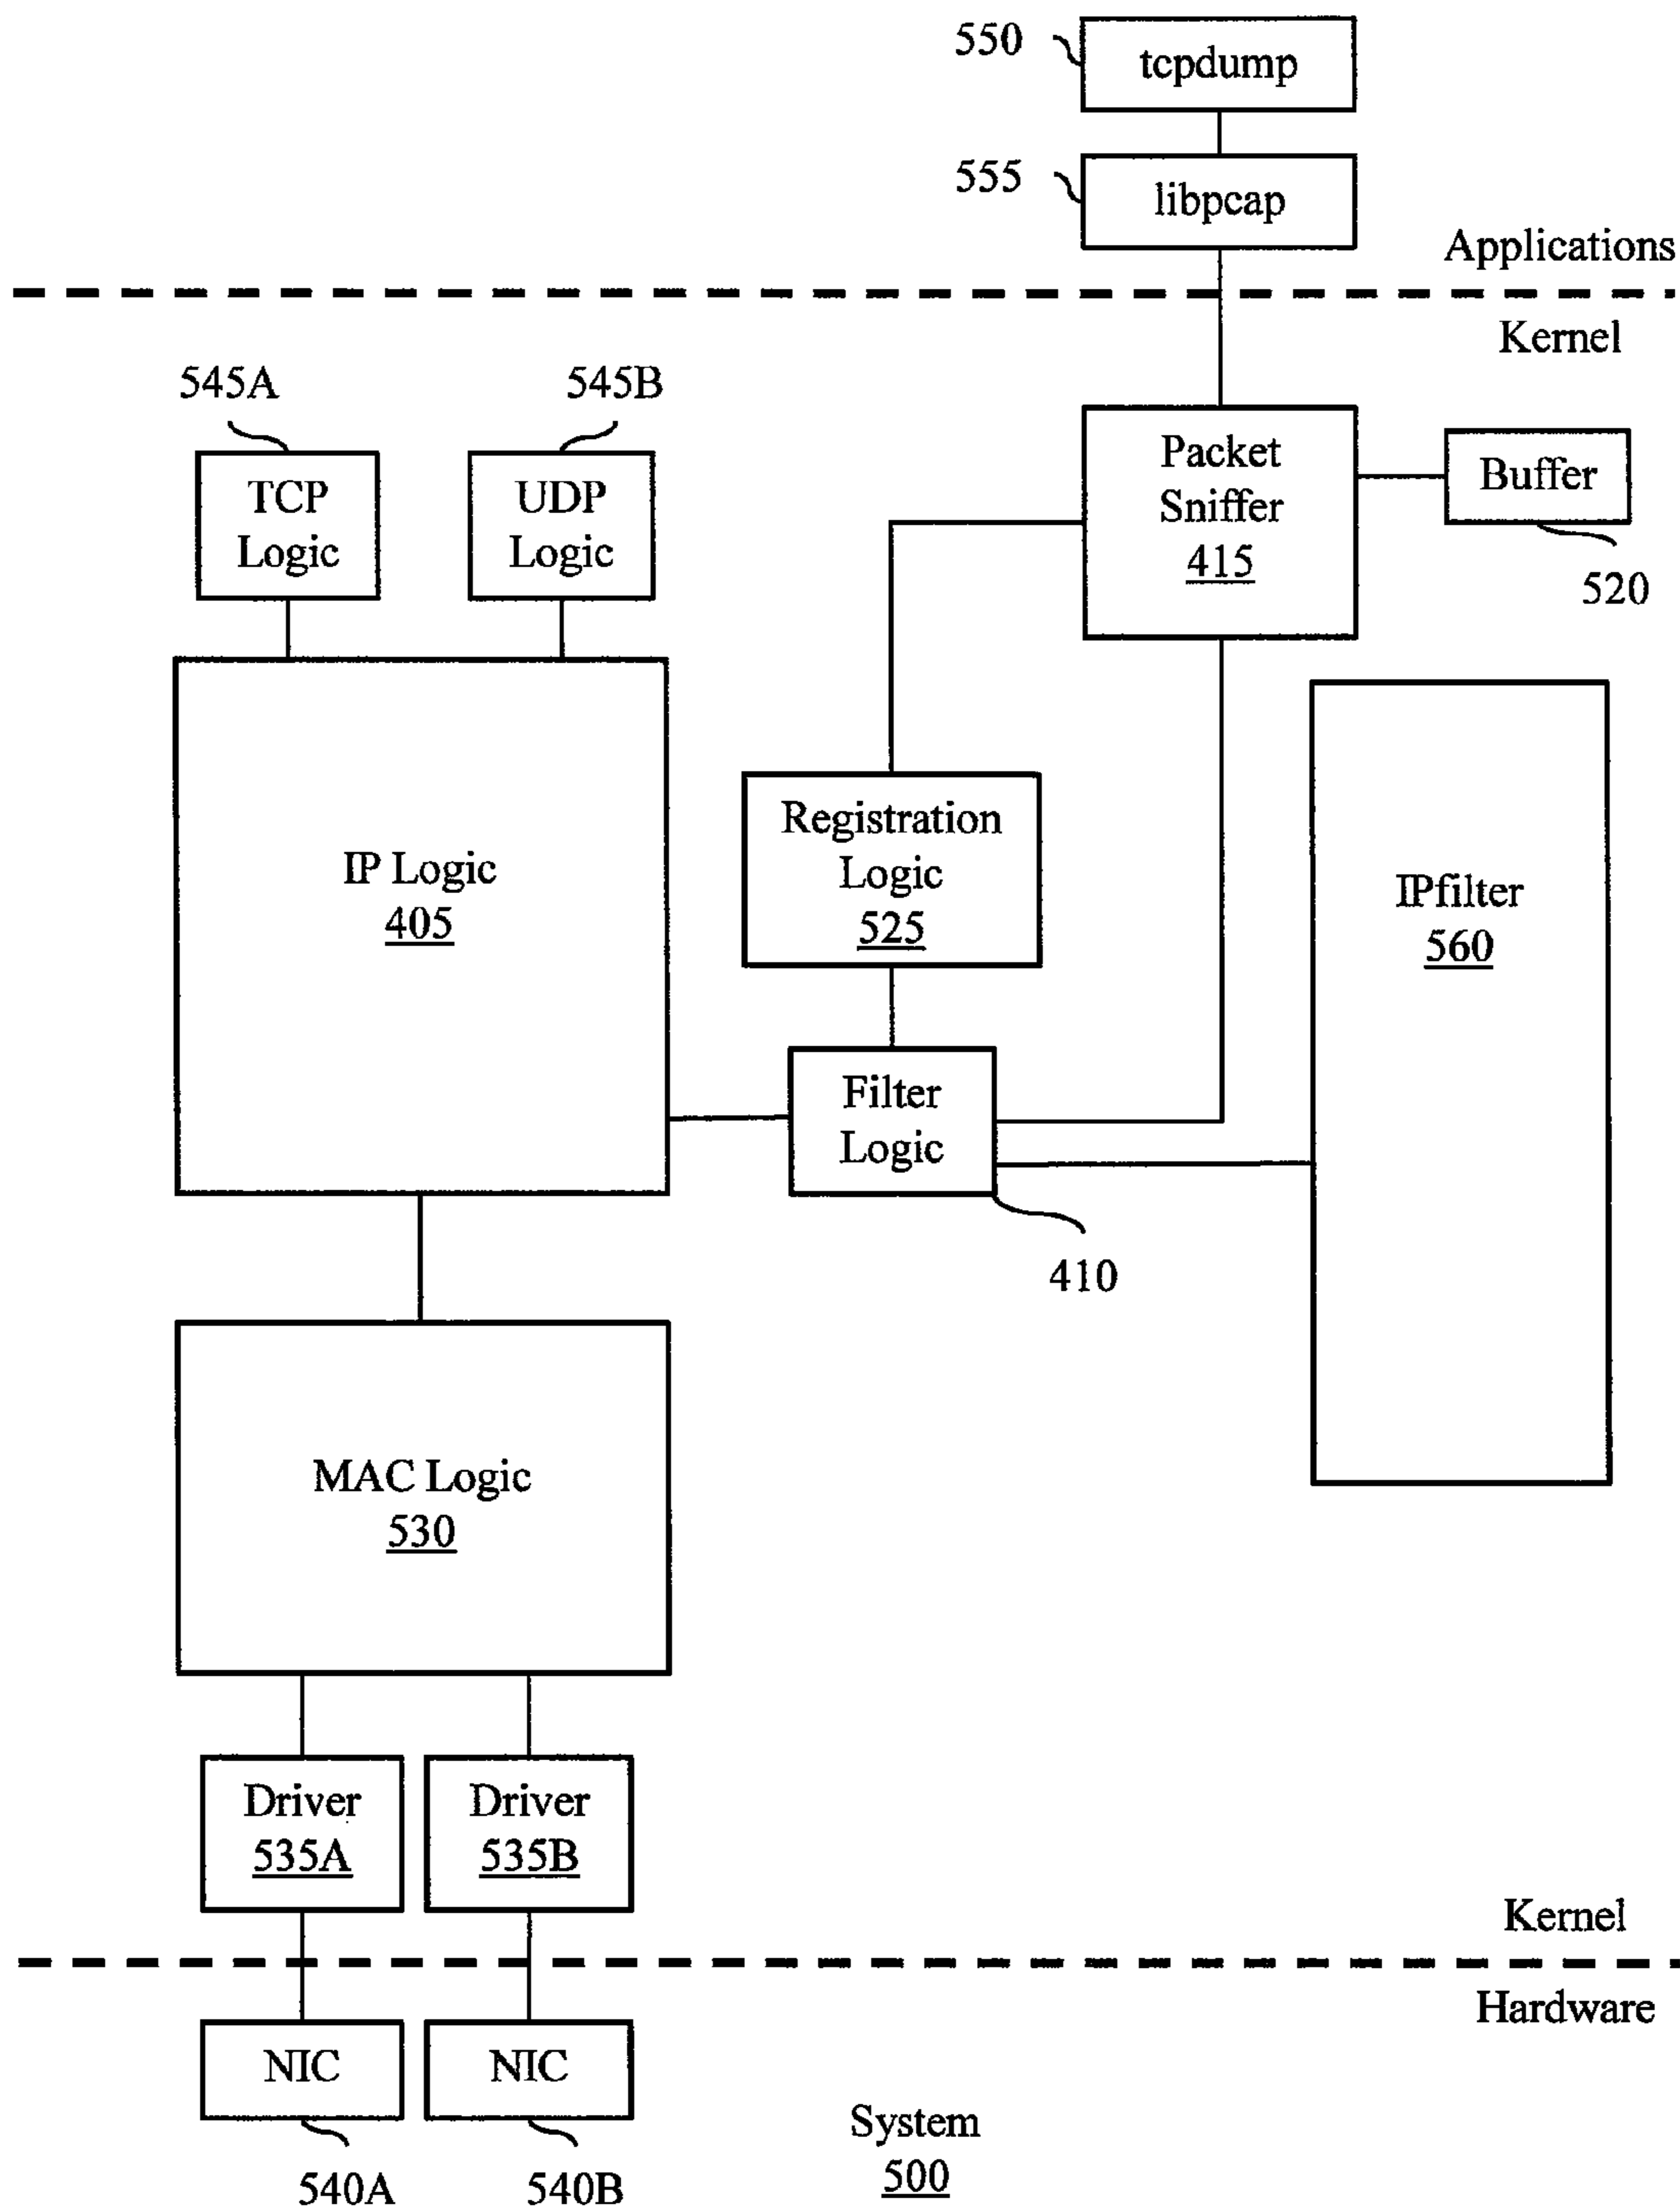 550
tcpdump
555
libpcap
Applications
Kernel
545A
545B
TCP
Logic
UDP
Logic
Packet
Sniffer
415
Buffer
520
IP Logic
405
Registration
Logic
525
IPfilter
560
Filter
Logic
410
MAC Logic
530
Driver
535A
Driver
535B
Kernel
Hardware
NIC
NIC
540A
540B
System
500